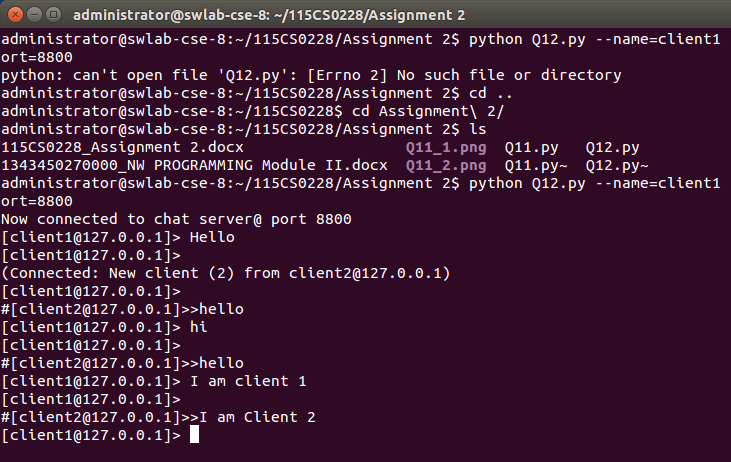 administrator@swlab-cse-8: ~/115CS0228/Assignment 2
administrator@swlab-cse-8:~/115CS0228/Assignment 2$ python Q12.py --name=client1
ort=8800
python: can't open file 'Q12.py': [Errno 2] No such file or directory
administrator@swlab-cse-8:~/115CS0228/Assignment 2$ cd ..
administrator@swlab-cse-8:~/115CS0228$ cd Assignment\ 2/
administrator@swlab-cse-8:~/115CS0228/Assignment 2$ ls
115CS0228_Assignment 2.docx Q11_1.png Q11.py Q12.py
1343450270000_NW PROGRAMMING Module II.docx Q11_2.png Q11.py~ Q12.py~
administrator@swlab-cse-8:~/115CS0228/Assignment 2$ python Q12.py --name=client1
ort=8800
Now connected to chat server@ port 8800
[client1@127.0.0.1]> Hello
[client1@127.0.0.1]>
(Connected: New client (2) from client2@127.0.0.1)
[client1@127.0.0.1]>
#[client2@127.0.0.1]>>hello
[client1@127.0.0.1]> hi
[client1@127.0.0.1]>
#[client2@127.0.0.1]>>hello
[client1@127.0.0.1]> I am client 1
[client1@127.0.0.1]>
#[client2@127.0.0.1]>>I am Client 2
[client1@127.0.0.1]>